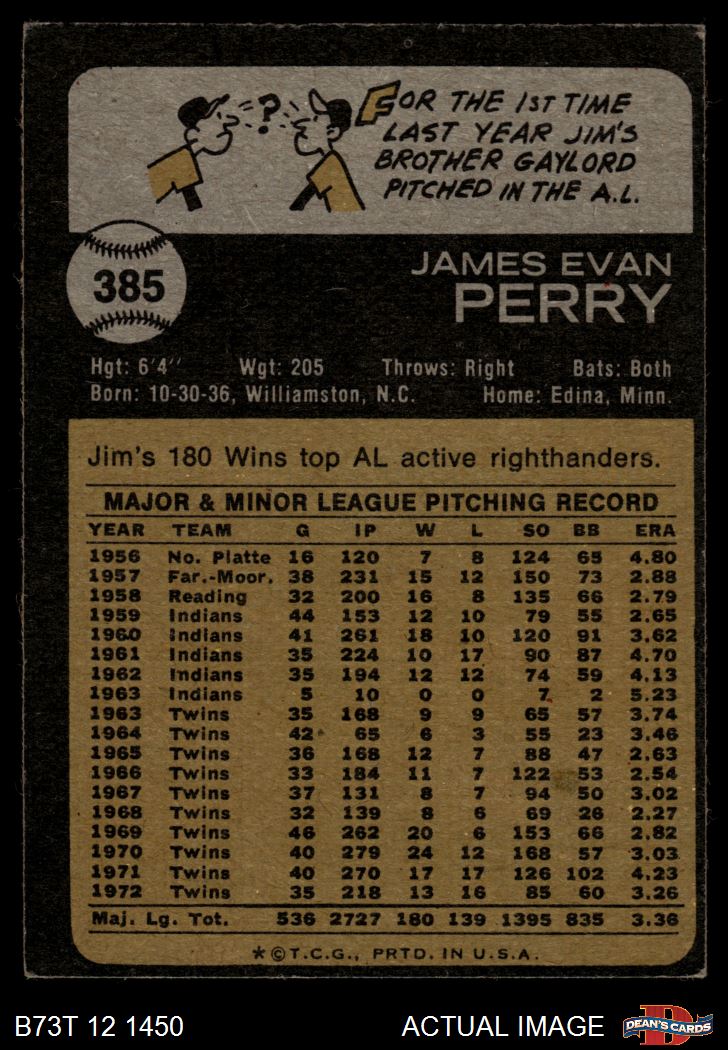 ?
FOR THE 1ST TIME
LAST YEAR JIM'S
BROTHER GAYLORD
PITCHED IN THE A.L.
385
JAMES EVAN
PERRY
Hgt: 6'4" Wgt: 205 Throws: Right Bats: Both
Born: 10-30-36, Williamston, N.C. Home: Edina, Minn.
Jim's 180 Wins top AL active righthanders.
MAJOR & MINOR LEAGUE PITCHING RECORD
YEAR TEAM G IP W L SO BB ERA
1956 No. Platte 16 120 7 8 124 65 4.80
1957 Far.-Moor. 38 231 15 12 150 73 2.88
1958 Reading 32 200 16 8 135 66 2.79
1959 Indians 44 153 12 10 79 55 2.65
1960 Indians 41 261 18 10 120 91 3.62
1961 Indians 35 224 10 17 90 87 4.70
1962 Indians 35 194 12 12 74 59 4.13
1963 Indians 5 10 0 0 7 2 5.23
1963 Twins 35 168 9 9 65 57 3.74
1964 Twins 42 65 6 3 55 23 3.46
1965 Twins 36 168 12 7 88 47 2.63
1966 Twins 33 184 11 7 122 53 2.54
1967 Twins 37 131 8 7 94 50 3.02
1968 Twins 32 139 8 6 69 26 2.27
1969 Twins 46 262 20 6 153 66 2.82
1970 Twins 40 279 24 12 168 57 3.03
1971 Twins 40 270 17 17 126 102 4.23
1972 Twins 35 218 13 16 85 60 3.26
Maj. Lg. Tot. 536 2727 180 139 1395 835 3.36
*©T.C.G., PRTD. IN U.S.A.
B73T 12 1450 ACTUAL IMAGE
D
DEAN'S CARDS